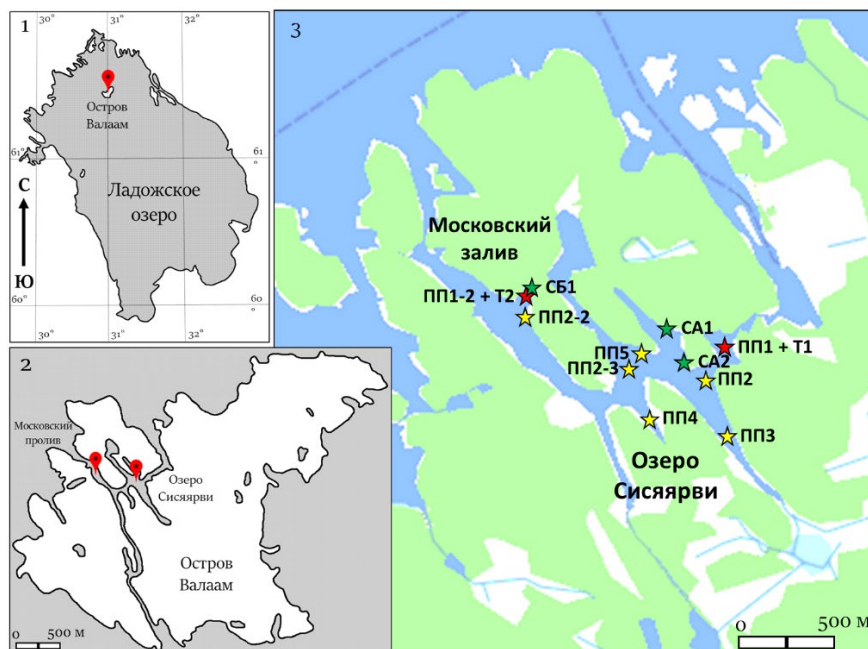 1
30°
31°
32°
Остров
Валаам
61°
61°
Ладожское
озеро
С
Ю
60°
60°
30°
31°
32°
2
Московский
пролив
Озеро
Сисяярви
Остров
Валаам
0 500 м
3
Московский
залив
СБ1
ПП1-2 + Т2
ПП2-2
СА1
ПП1 + Т1
ПП5
СА2
ПП2-3
ПП2
ПП4
ПП3
Озеро
Сисяярви
0 500 м